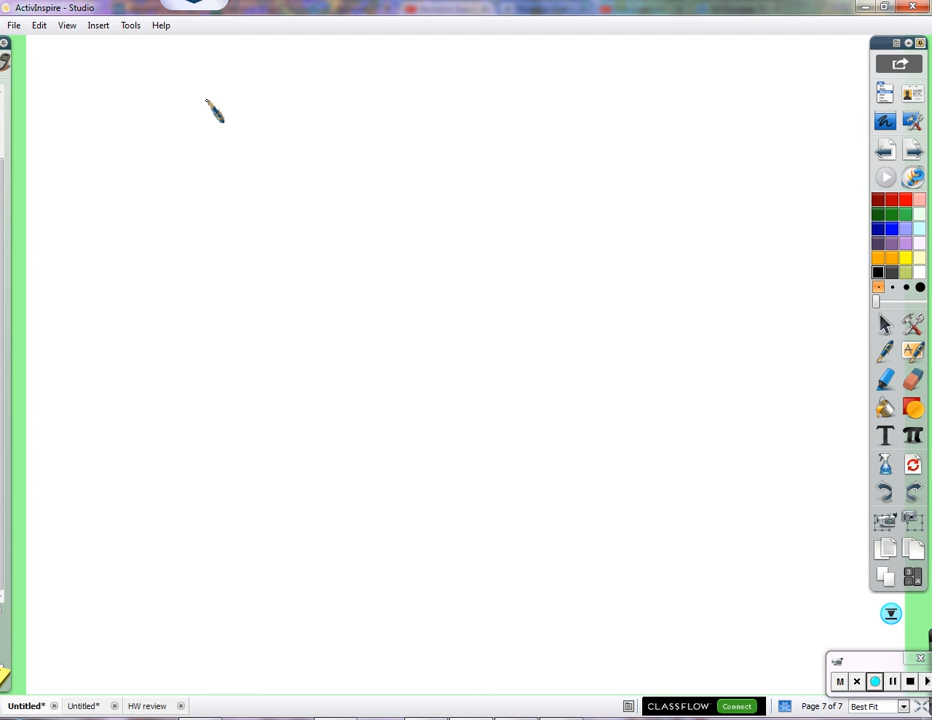 ActivInspire - Studio
File Edit View Insert Tools Help
T π
M
Untitled* Untitled* HW review CLASSFLOW Connect Page 7 of 7 Best Fit